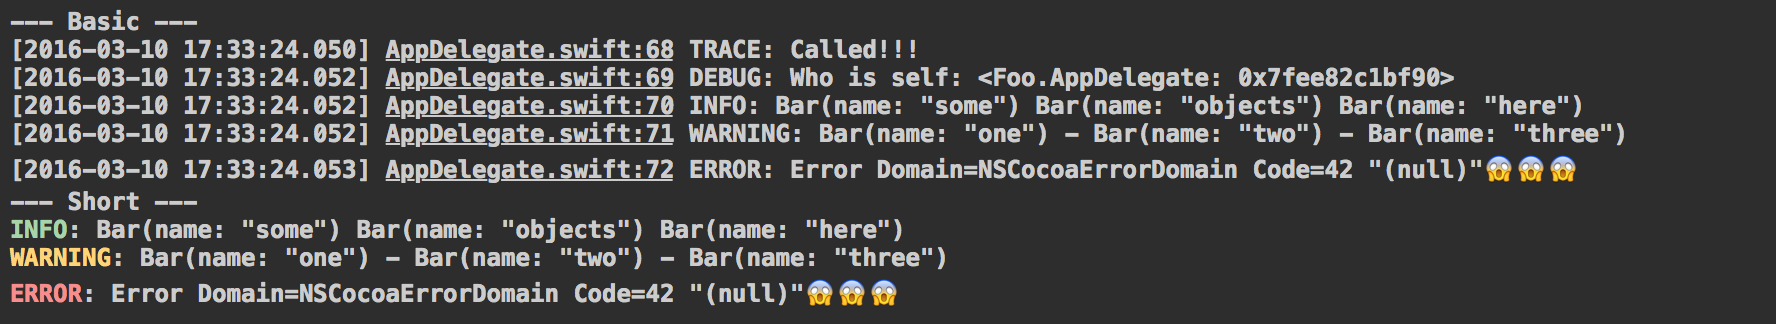 --- Basic ---
[2016-03-10 17:33:24.050] AppDelegate.swift:68 TRACE: Called!!!
[2016-03-10 17:33:24.052] AppDelegate.swift:69 DEBUG: Who is self: <Foo.AppDelegate: 0x7fee82c1bf90>
[2016-03-10 17:33:24.052] AppDelegate.swift:70 INFO: Bar(name: "some") Bar(name: "objects") Bar(name: "here")
[2016-03-10 17:33:24.052] AppDelegate.swift:71 WARNING: Bar(name: "one") - Bar(name: "two") - Bar(name: "three")
[2016-03-10 17:33:24.053] AppDelegate.swift:72 ERROR: Error Domain=NSCocoaErrorDomain Code=42 "(null)"😱😱😱
--- Short ---
INFO: Bar(name: "some") Bar(name: "objects") Bar(name: "here")
WARNING: Bar(name: "one") - Bar(name: "two") - Bar(name: "three")
ERROR: Error Domain=NSCocoaErrorDomain Code=42 "(null)"😱😱😱